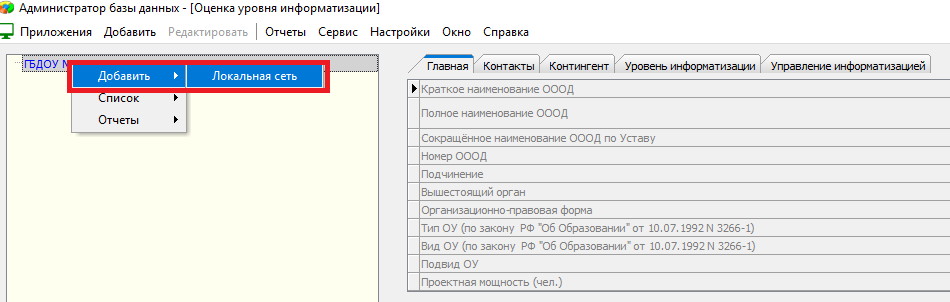 Администратор базы данных - [Оценка уровня информатизации]
Приложения Добавить Редактировать Отчеты Сервис Настройки Окно Справка
ГБДОУ №
Добавить Локальная сеть
Список
Отчеты
Главная Контакты Контингент Уровень информатизации Управление информатизацией
Краткое наименование ОООД
Полное наименование ОООД
Сокращённое наименование ОООД по Уставу
Номер ОООД
Подчинение
Вышестоящий орган
Организационно-правовая форма
Тип ОУ (по закону РФ "Об Образовании" от 10.07.1992 N 3266-1)
Вид ОУ (по закону РФ "Об Образовании" от 10.07.1992 N 3266-1)
Подвид ОУ
Проектная мощность (чел.)